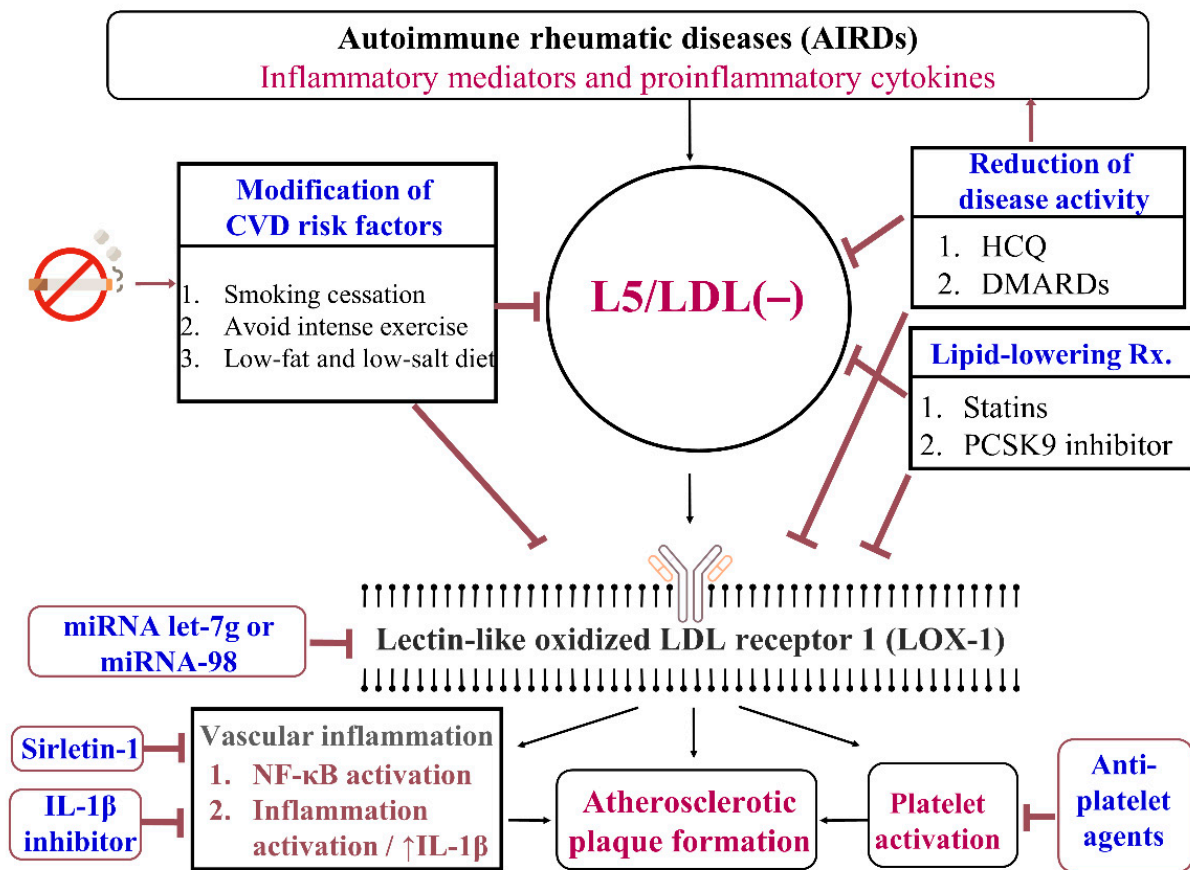 Autoimmune rheumatic diseases (AIRDs)
Inflammatory mediators and proinflammatory cytokines
Modification of
CVD risk factors
1. Smoking cessation
2. Avoid intense exercise
3. Low-fat and low-salt diet
L5/LDL(−)
Reduction of
disease activity
1. HCQ
2. DMARDs
Lipid-lowering Rx.
1. Statins
2. PCSK9 inhibitor
miRNA let-7g or
miRNA-98
Lectin-like oxidized LDL receptor 1 (LOX-1)
Sirletin-1
IL-1β
inhibitor
Vascular inflammation
1. NF-κB activation
2. Inflammation
activation / ↑IL-1β
Atherosclerotic
plaque formation
Platelet
activation
Anti-
platelet
agents